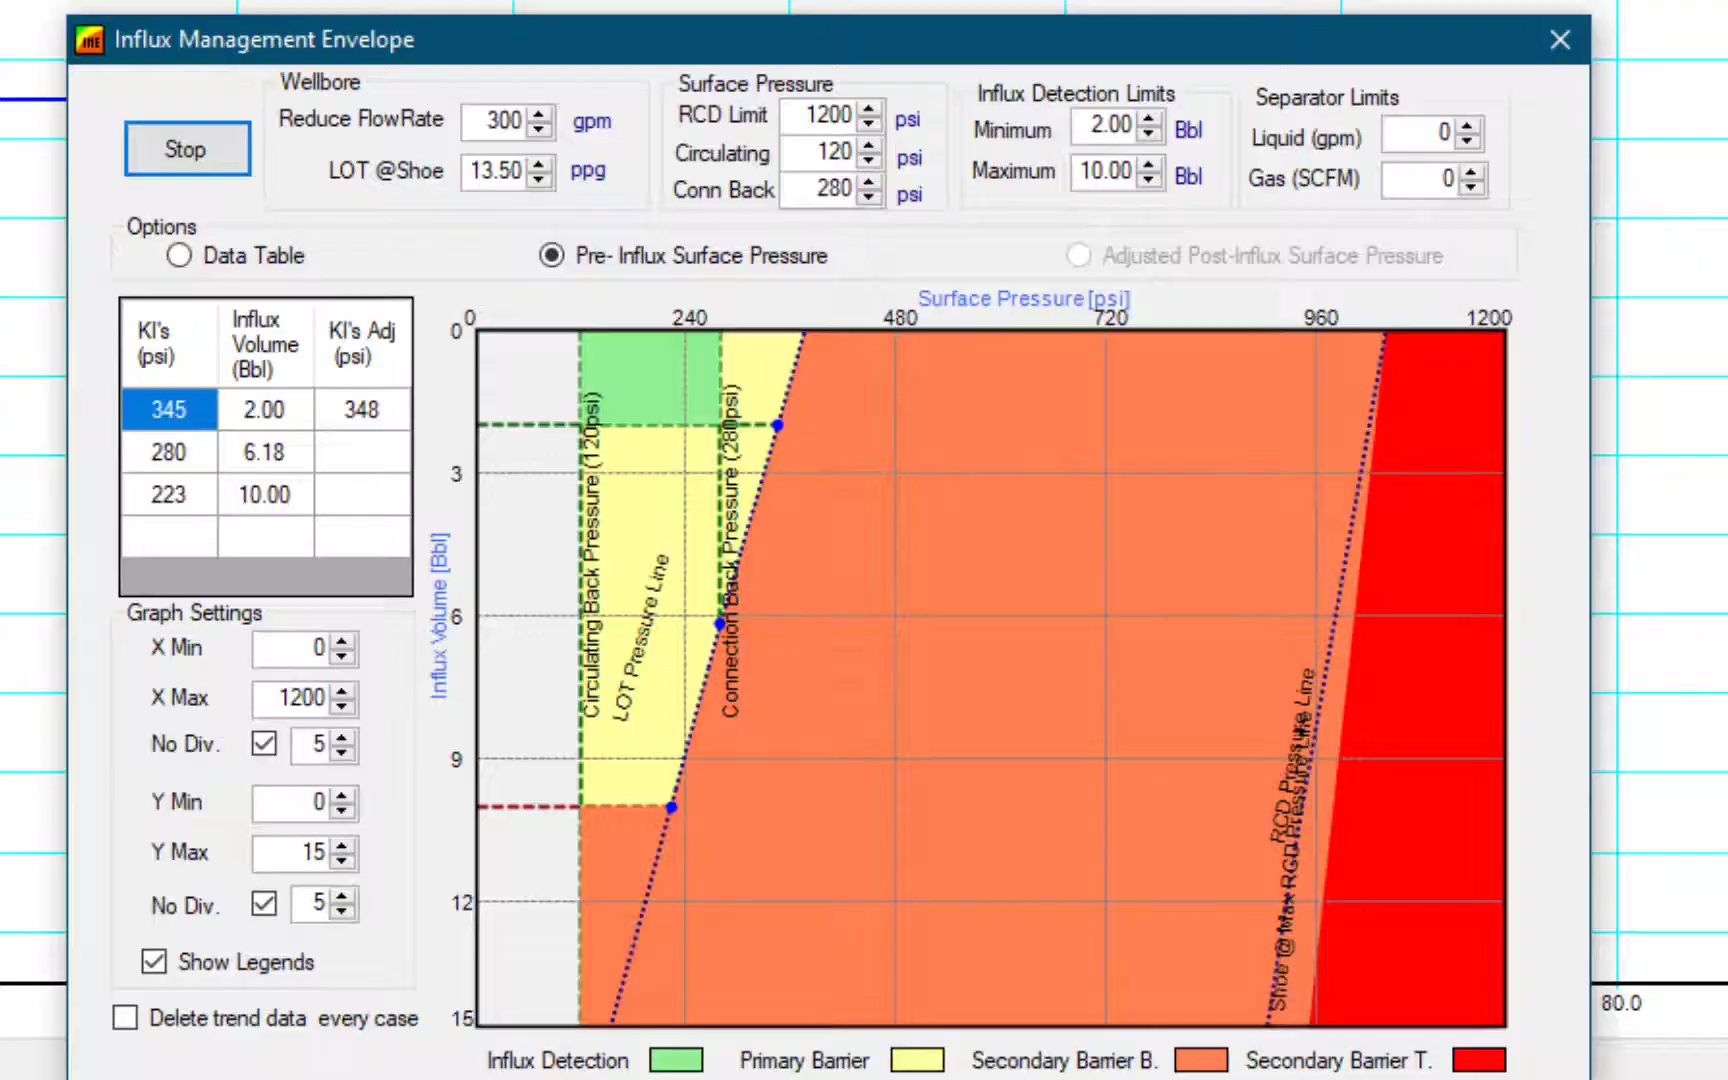 IME Influx Management Envelope
Stop
Wellbore
Reduce FlowRate 300 gpm
LOT @Shoe 13.50 ppg
Surface Pressure
RCD Limit 1200 psi
Circulating 120 psi
Conn Back 280 psi
Influx Detection Limits
Minimum 2.00 Bbl
Maximum 10.00 Bbl
Separator Limits
Liquid (gpm) 0
Gas (SCFM) 0
Options
Data Table Pre- Influx Surface Pressure Adjusted Post-Influx Surface Pressure
KI's (psi) Influx Volume (Bbl) KI's Adj (psi)
345 2.00 348
280 6.18
223 10.00
Graph Settings
X Min 0
X Max 1200
No Div. 5
Y Min 0
Y Max 15
No Div. 5
Show Legends
Delete trend data every case
Surface Pressure [psi]
0 240 480 720 960 1200
Influx Volume [Bbl]
0
3
6
9
12
15
Circulating Back Pressure (120psi)
LOT Pressure Line
Connection Back Pressure (280psi)
RCD Pressure Line
Shoe @ Max RCD Pressure Line
Influx Detection Primary Barrier Secondary Barrier B. Secondary Barrier T.
80.0